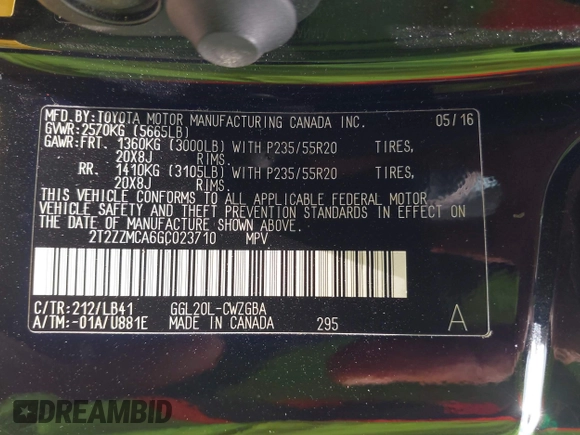 MFD.BY:TOYOTA MOTOR MANUFACTURING CANADA INC. 05/16
GVWR:2570KG (5665LB)
GAWR:FRT. 1360KG (3000LB) WITH P235/55R20 TIRES,
20X8J RIMS.
RR. 1410KG (3105LB) WITH P235/55R20 TIRES,
20X8J RIMS.
THIS VEHICLE CONFORMS TO ALL APPLICABLE FEDERAL MOTOR
VEHICLE SAFETY AND THEFT PREVENTION STANDARDS IN EFFECT ON
THE DATE OF MANUFACTURE SHOWN ABOVE.
2T2ZZMCA6GC023710 MPV
C/TR:212/LB41 GGL20L-CWZGBA
A/TM:-01A/U881E MADE IN CANADA 295 A
DREAMBID